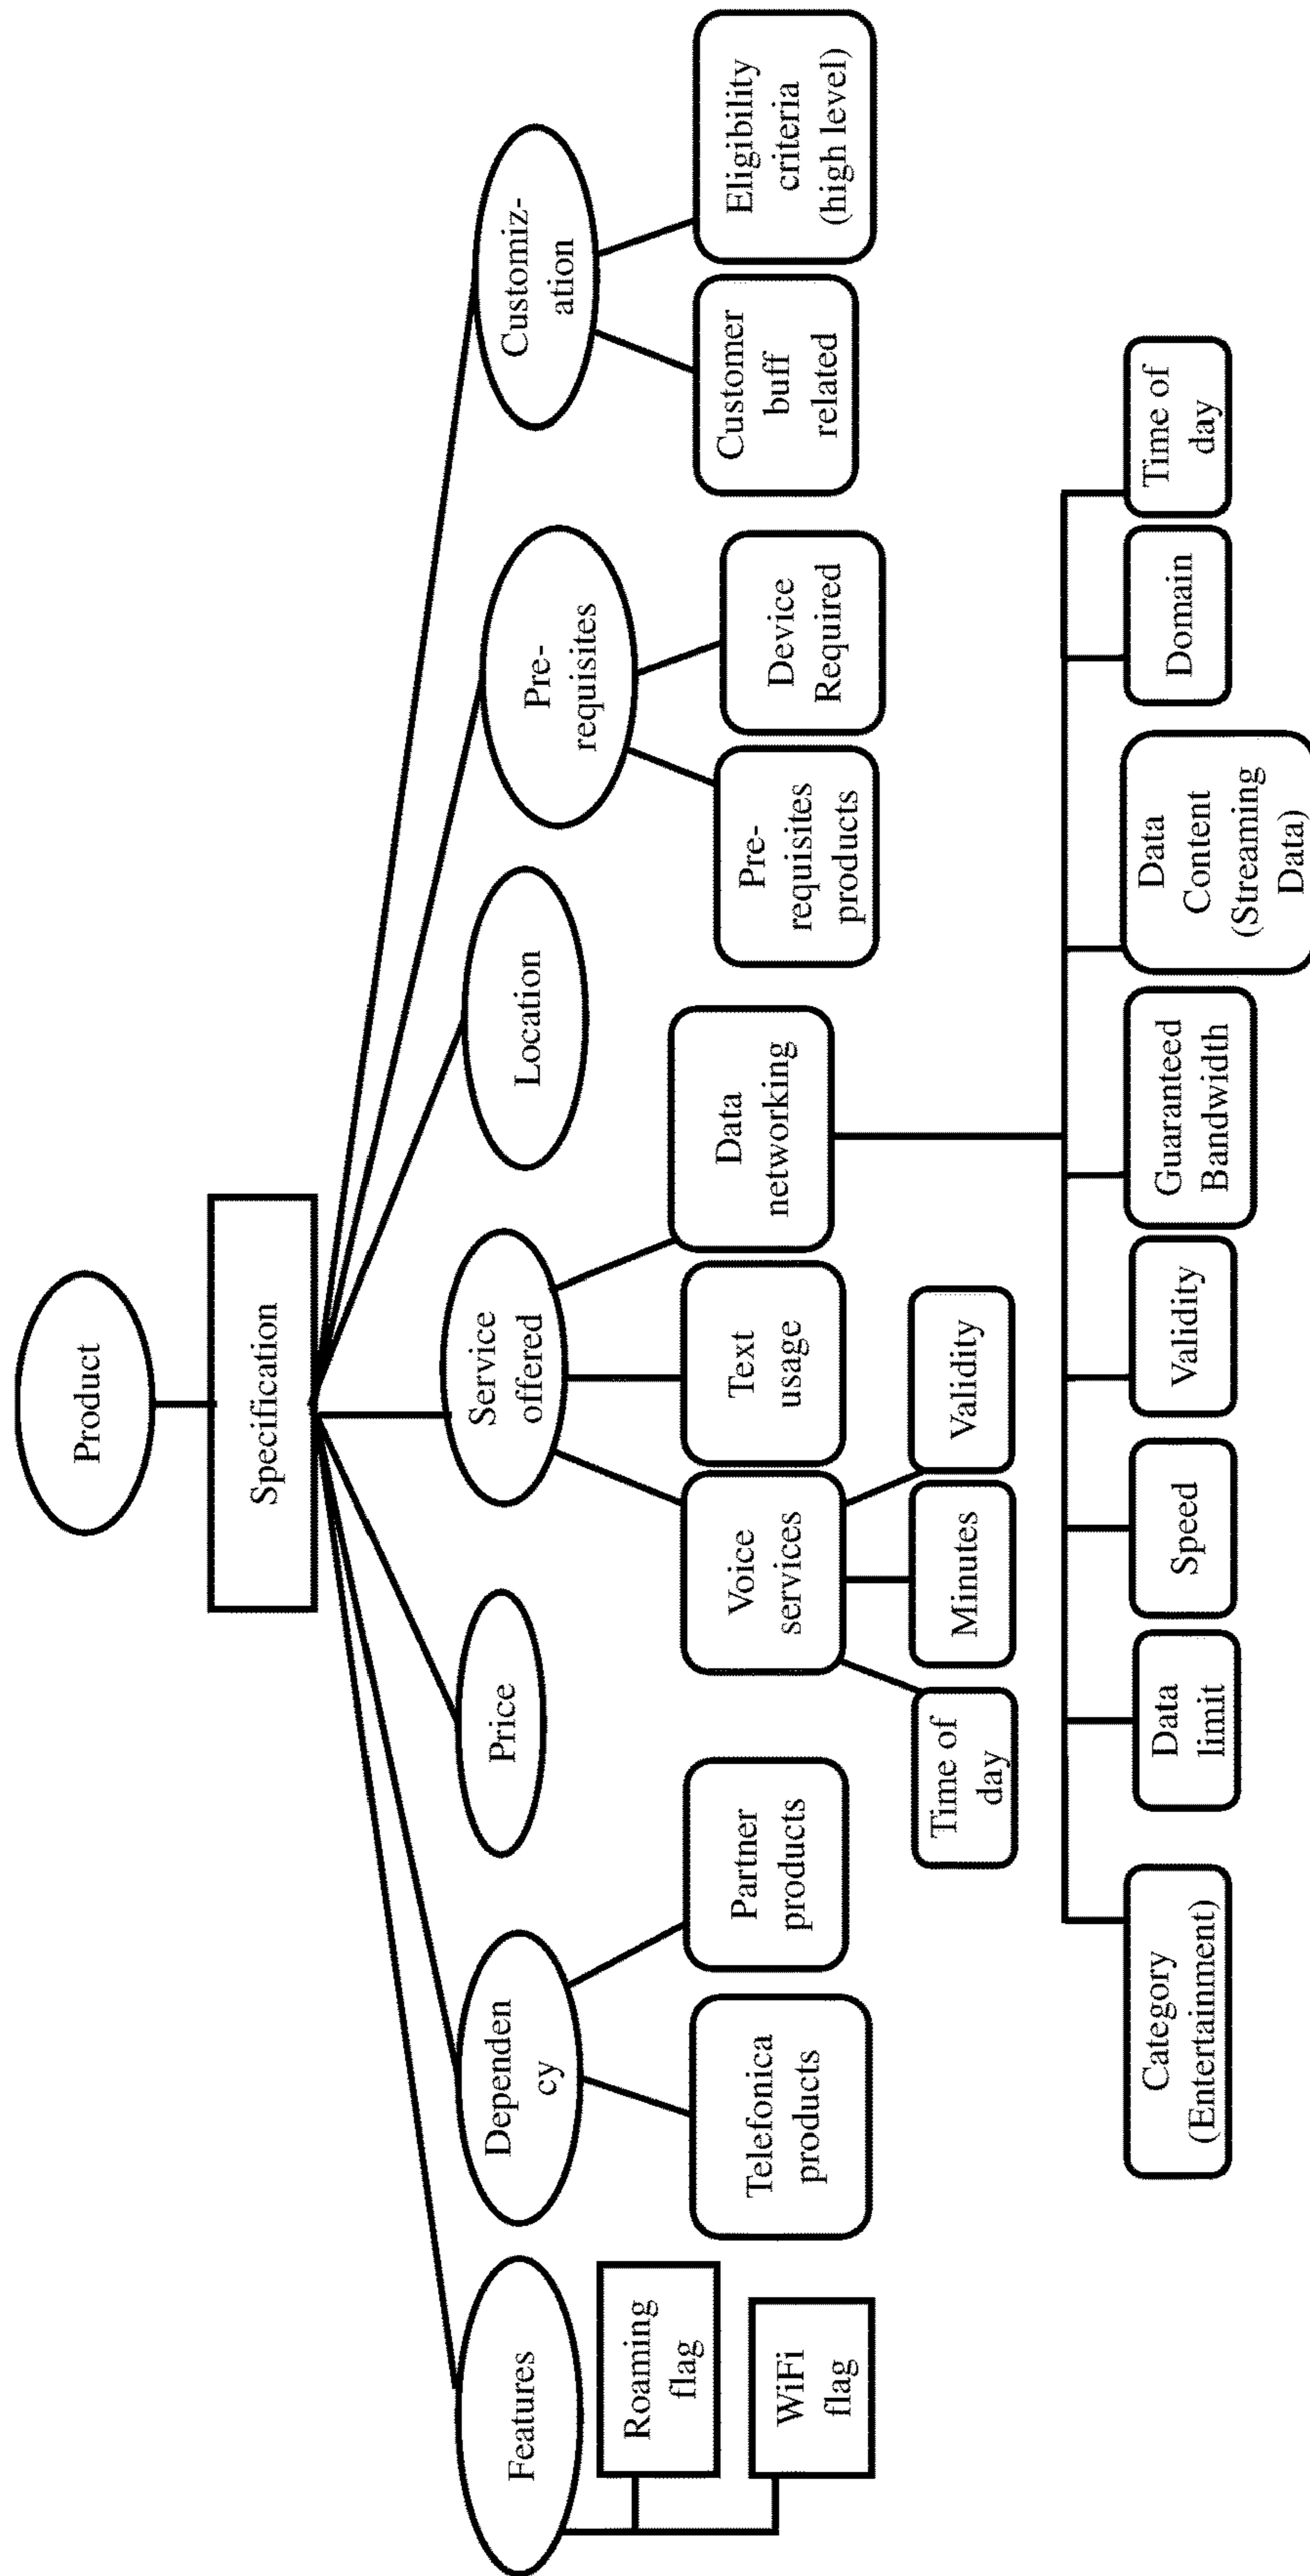 Product
Specification
Features
Dependen
cy
Price
Service
offered
Location
Pre-
requisites
Customiz-
ation
Roaming
flag
WiFi
flag
Telefonica
products
Partner
products
Voice
services
Text
usage
Data
networking
Pre-
requisites
products
Device
Required
Customer
buff
related
Eligibility
criteria
(high level)
Time of
day
Minutes
Validity
Category
(Entertainment)
Data
limit
Speed
Validity
Guaranteed
Bandwidth
Data
Content
(Streaming
Data)
Domain
Time of
day